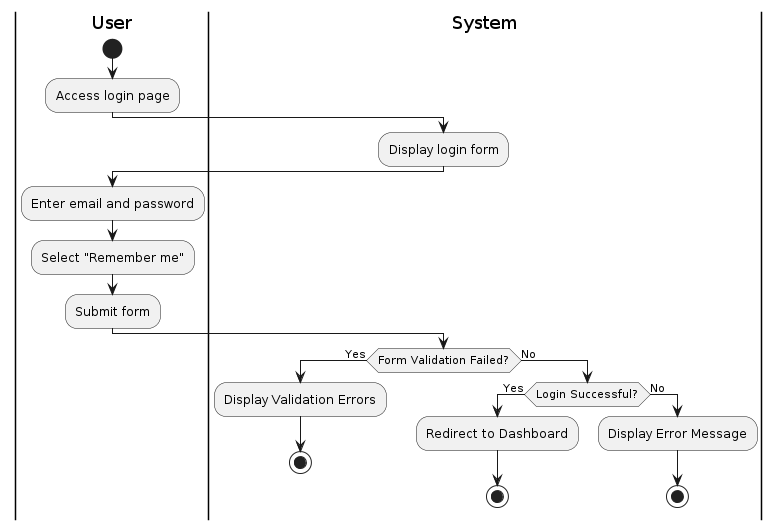 User
System
Access login page
Display login form
Enter email and password
Select "Remember me"
Submit form
Yes
Form Validation Failed?
No
Display Validation Errors
Yes
Login Successful?
No
Redirect to Dashboard
Display Error Message